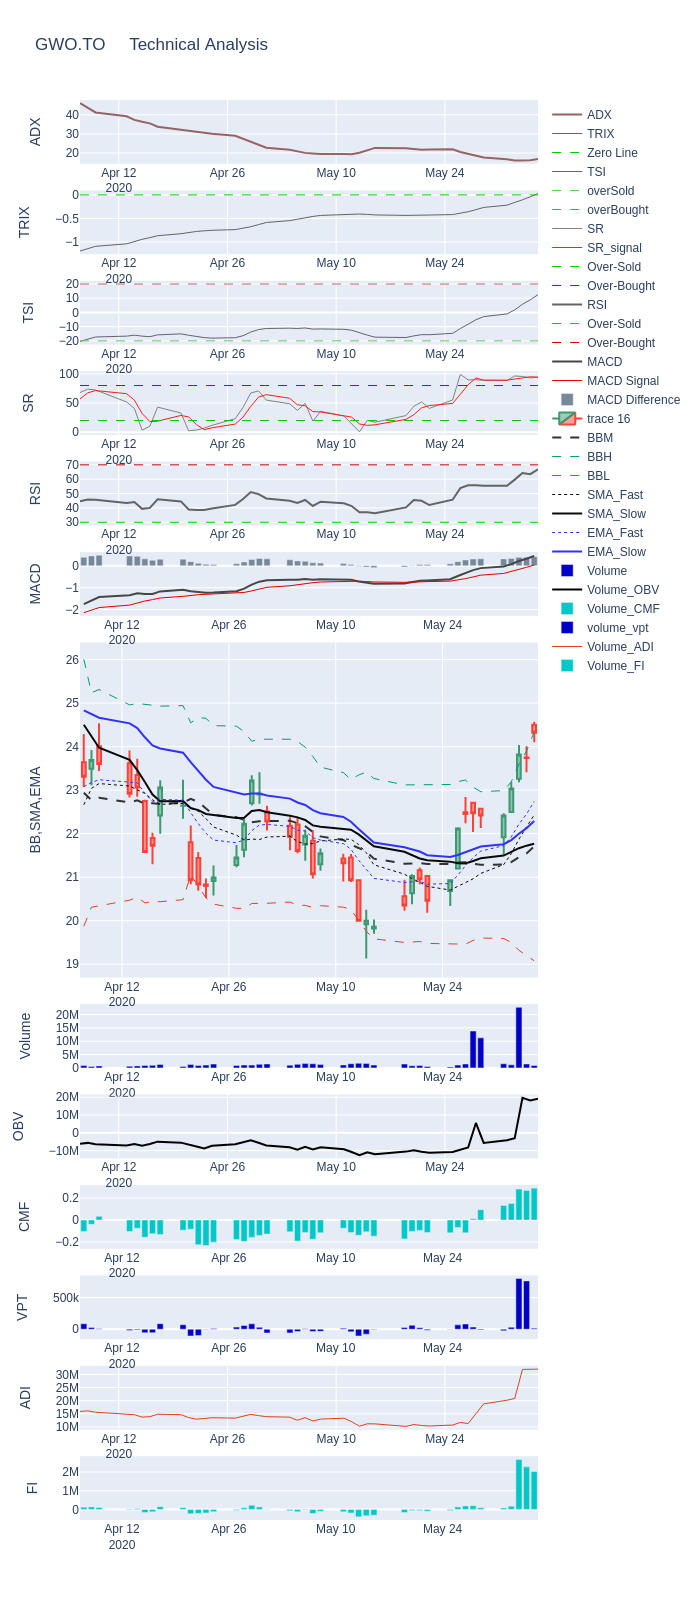 GWO.TO Technical Analysis
ADX
40
30
20
Apr 12
2020
Apr 26
May 10
May 24
TRIX
0
−0.5
−1
Apr 12
2020
Apr 26
May 10
May 24
TSI
20
10
0
−10
−20
Apr 12
2020
Apr 26
May 10
May 24
SR
100
50
0
Apr 12
2020
Apr 26
May 10
May 24
RSI
70
60
50
40
30
Apr 12
2020
Apr 26
May 10
May 24
MACD
0
−1
−2
Apr 12
2020
Apr 26
May 10
May 24
BB,SMA,EMA
26
25
24
23
22
21
20
19
Apr 12
2020
Apr 26
May 10
May 24
Volume
20M
15M
10M
5M
0
Apr 12
2020
Apr 26
May 10
May 24
OBV
20M
10M
0
−10M
Apr 12
2020
Apr 26
May 10
May 24
CMF
0.2
0
−0.2
Apr 12
2020
Apr 26
May 10
May 24
VPT
500k
0
Apr 12
2020
Apr 26
May 10
May 24
ADI
30M
25M
20M
15M
10M
Apr 12
2020
Apr 26
May 10
May 24
FI
2M
1M
0
Apr 12
2020
Apr 26
May 10
May 24
ADX
TRIX
Zero Line
TSI
overSold
overBought
SR
SR_signal
Over-Sold
Over-Bought
RSI
Over-Sold
Over-Bought
MACD
MACD Signal
MACD Difference
trace 16
BBM
BBH
BBL
SMA_Fast
SMA_Slow
EMA_Fast
EMA_Slow
Volume
Volume_OBV
Volume_CMF
volume_vpt
Volume_ADI
Volume_FI